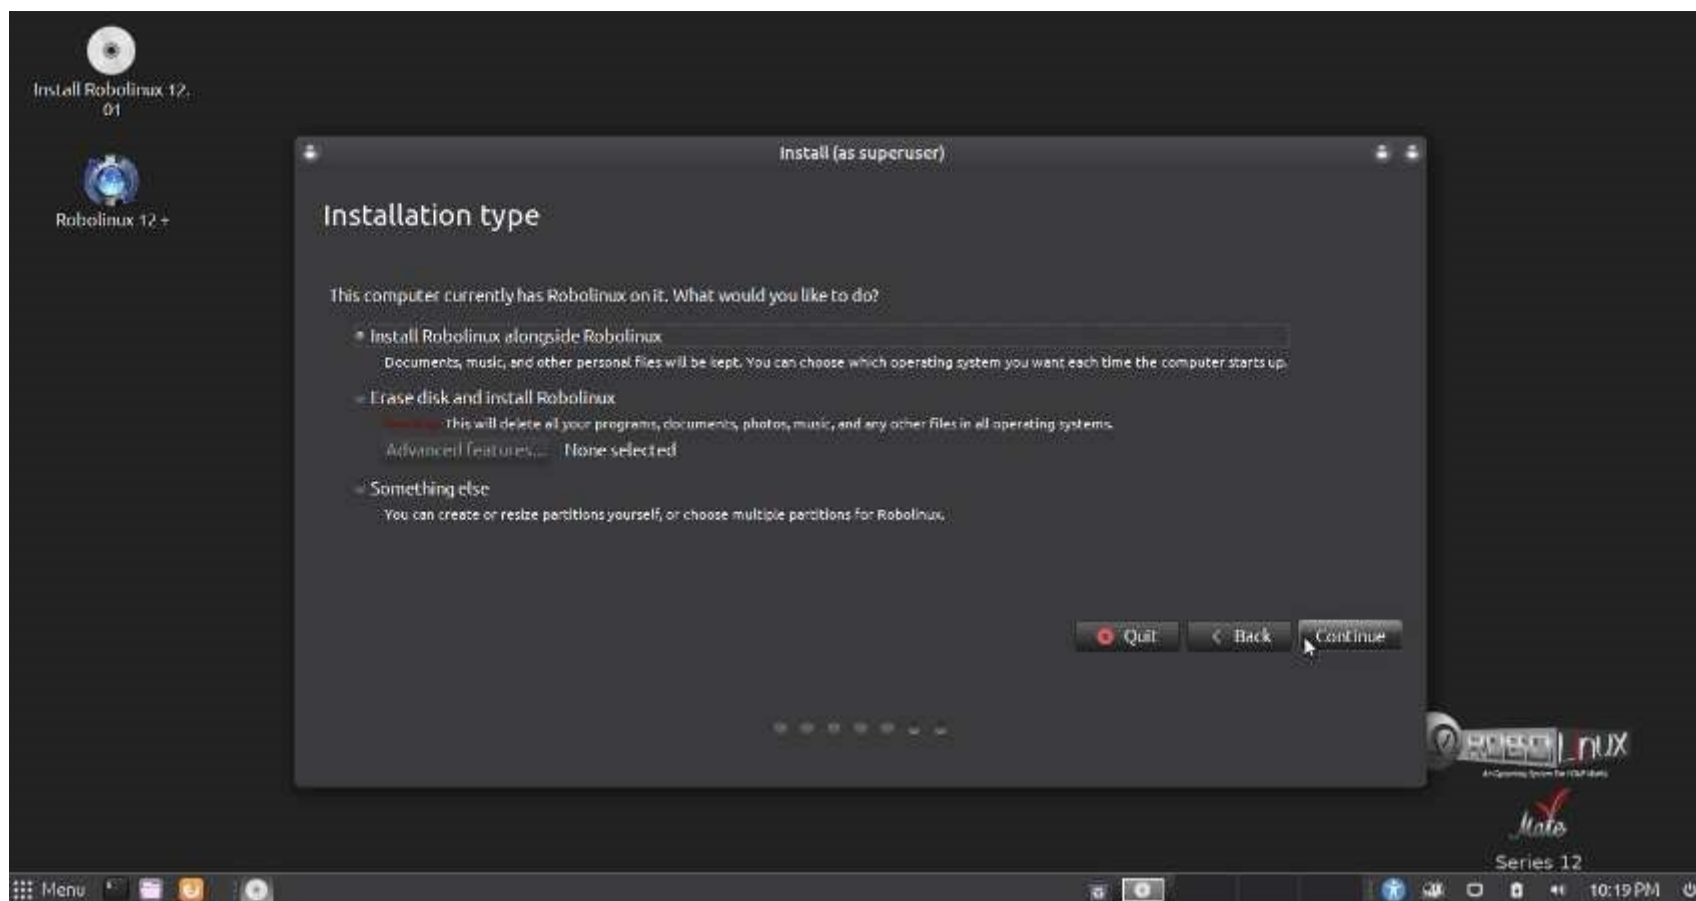 Install Robolinux 12.
01
Robolinux 12 +
Install (as superuser)
Installation type
This computer currently has Robolinux on it. What would you like to do?
Install Robolinux alongside Robolinux
Documents, music, and other personal files will be kept. You can choose which operating system you want each time the computer starts up.
Erase disk and install Robolinux
This will delete all your programs, documents, photos, music, and any other files in all operating systems.
Advanced features... None selected
Something else
You can create or resize partitions yourself, or choose multiple partitions for Robolinux.
Quit
Back
Continue
Robo Linux
Mate
Series 12
Menu
10:19 PM